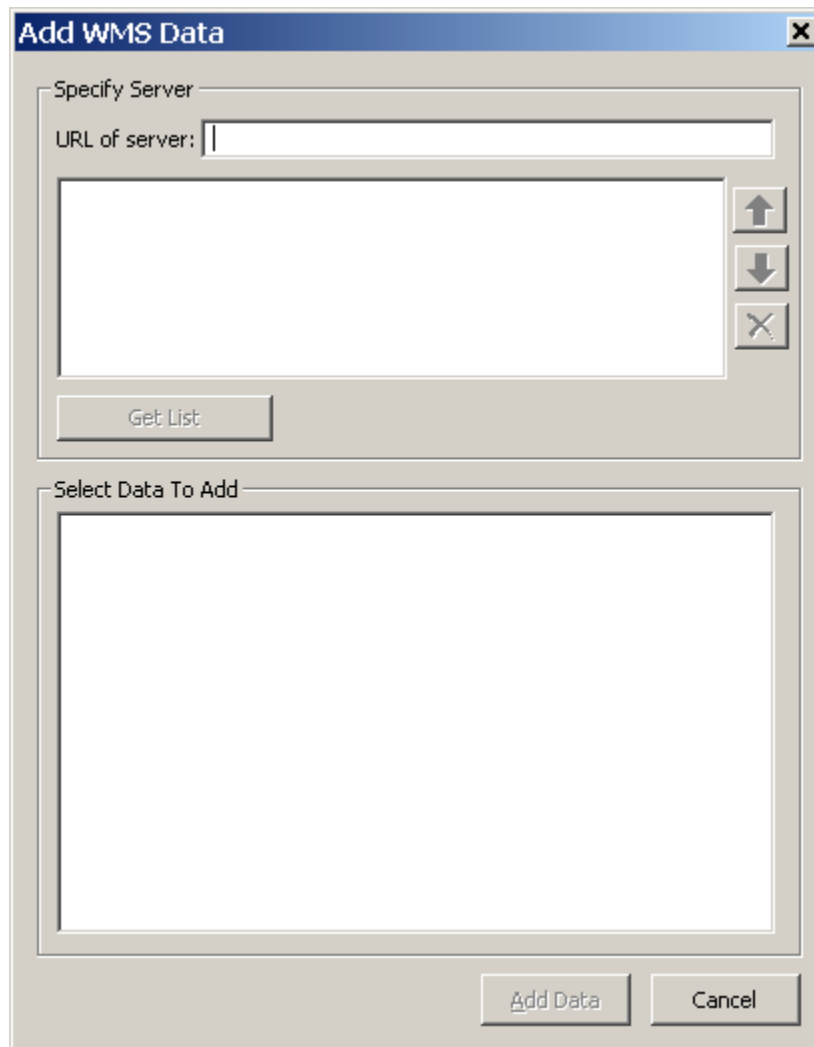 Add WMS Data
Specify Server
URL of server:
Get List
Select Data To Add
Add Data
Cancel